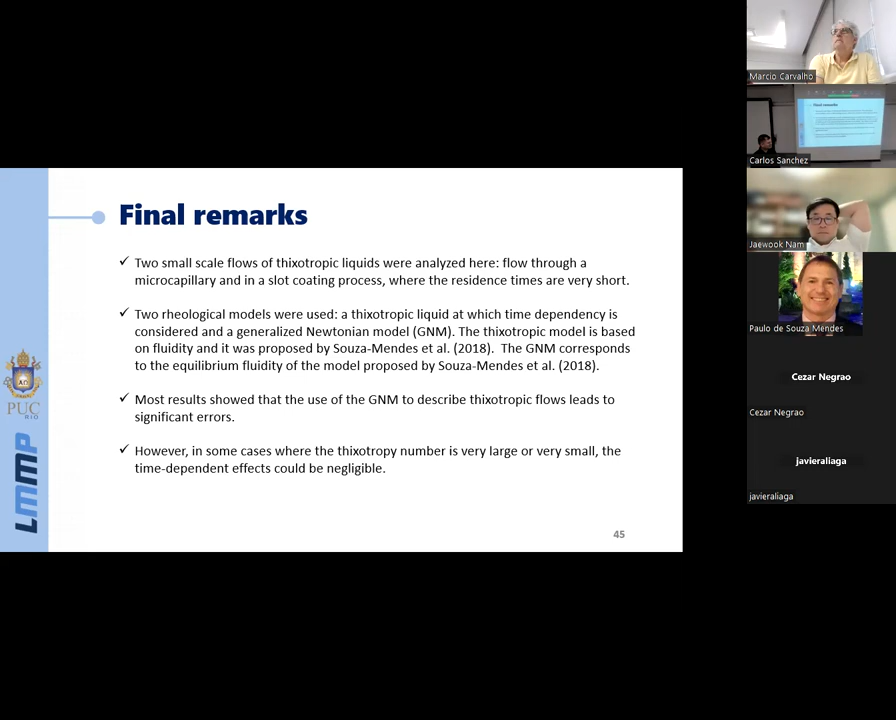 Final remarks
✓ Two small scale flows of thixotropic liquids were analyzed here: flow through a
microcapillary and in a slot coating process, where the residence times are very short.
✓ Two rheological models were used: a thixotropic liquid at which time dependency is
considered and a generalized Newtonian model (GNM). The thixotropic model is based
on fluidity and it was proposed by Souza-Mendes et al. (2018). The GNM corresponds
to the equilibrium fluidity of the model proposed by Souza-Mendes et al. (2018).
✓ Most results showed that the use of the GNM to describe thixotropic flows leads to
significant errors.
✓ However, in some cases where the thixotropy number is very large or very small, the
time-dependent effects could be negligible.
45
PUC
RIO
LMMP
Marcio Carvalho
Final remarks
Carlos Sanchez
Jaewook Nam
Paulo de Souza Mendes
Cezar Negrao
Cezar Negrao
javieraliaga
javieraliaga